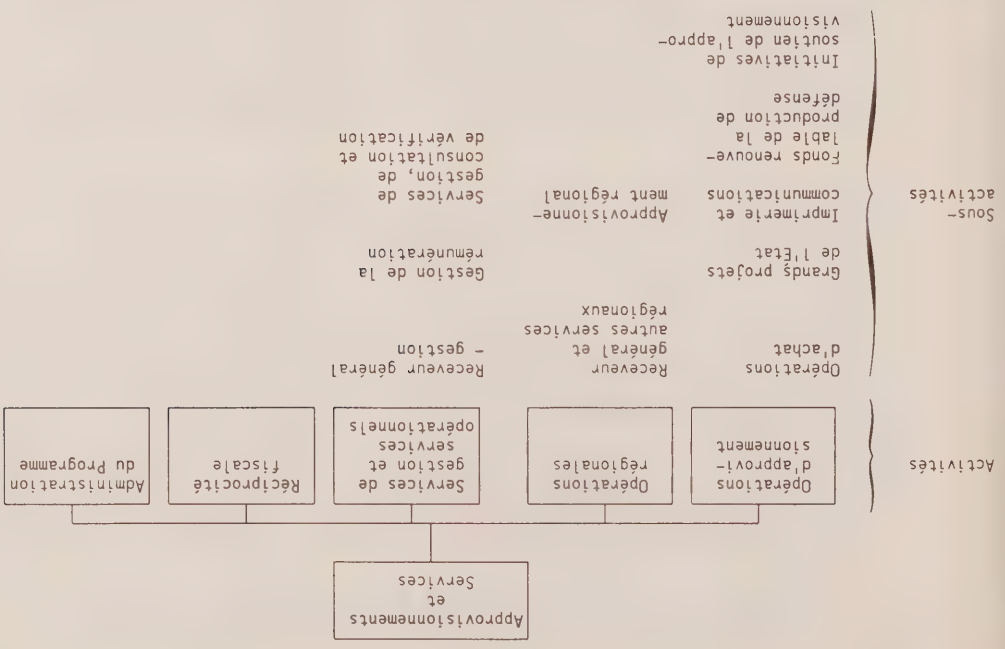 Approvisionnements
et
Services
Activités
Opérations
d'approvi-
sionnement
Opérations
régionales
Services de
gestion et
services
opérationnels
Réciprocité
fiscale
Administration
du Programme
Sous-
activités
Opérations
d'achat
Grands projets
de l'État
Imprimerie et
communications
Fonds renouve-
lable de la
production de
défense
Initiatives de
soutien de l'appro-
visionnement
Receveur
général et
autres services
régionaux
Approvisionne-
ment régional
Receveur général
- gestion
Gestion de la
rémunération
Services de
gestion, de
consultation et
de vérification